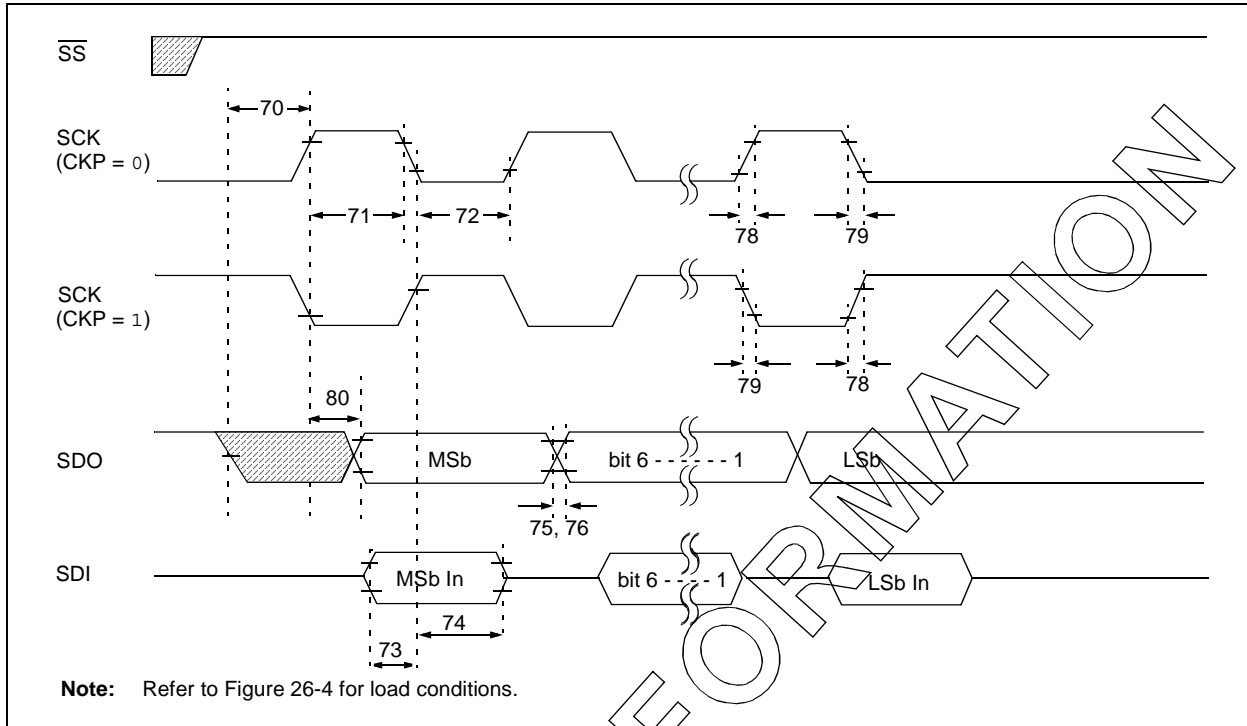 SS
70
SCK
(CKP = 0)
71
72
78
79
SCK
(CKP = 1)
79
78
80
SDO
MSb
bit 6 - - - - - - 1
LSb
75, 76
SDI
MSb In
bit 6 - - - - 1
LSb In
74
73
Note: Refer to Figure 26-4 for load conditions.
FORMATION